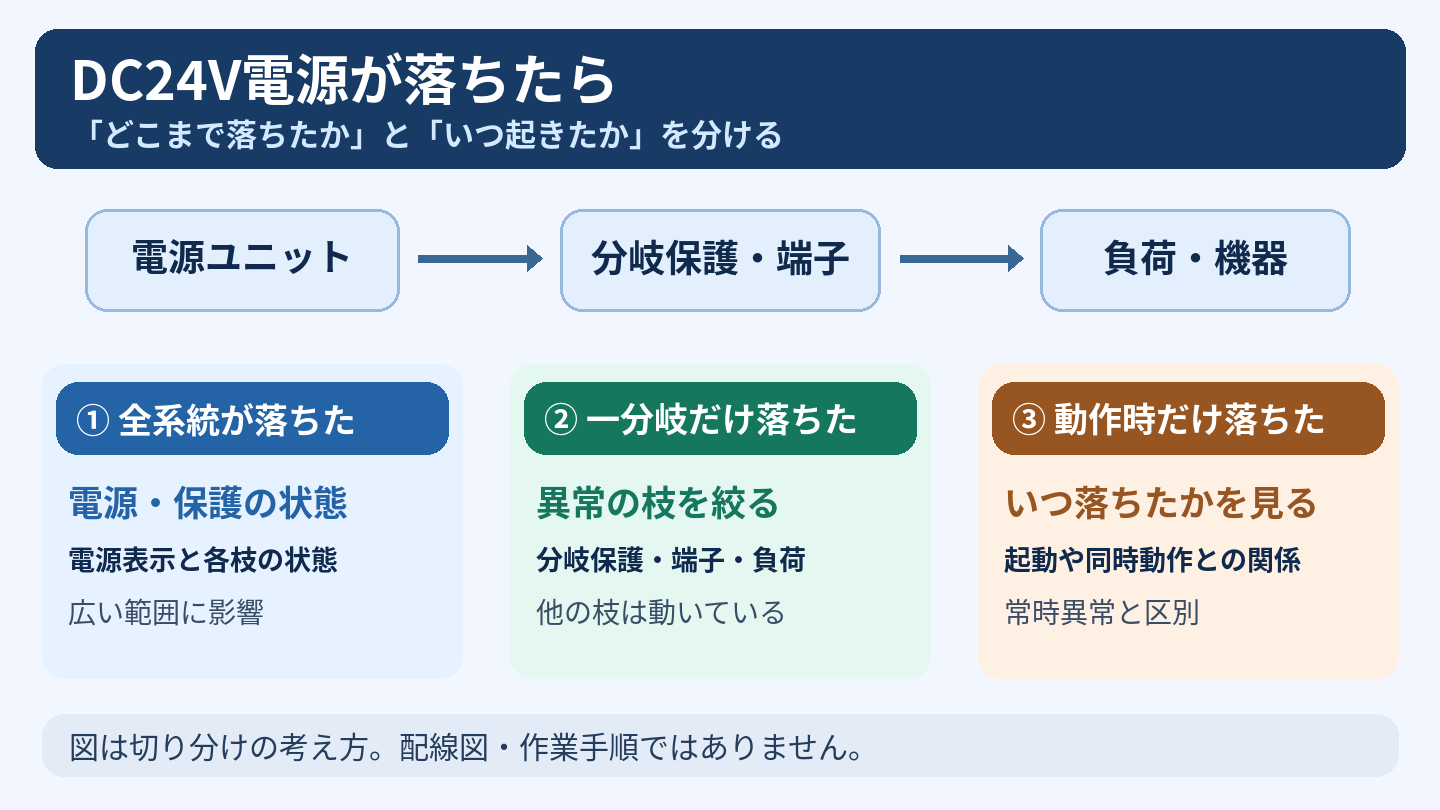 DC24V電源が落ちたら
「どこまで落ちたか」と「いつ起きたか」を分ける
電源ユニット
分岐保護・端子
負荷・機器
① 全系統が落ちた
電源・保護の状態
電源表示と各枝の状態
広い範囲に影響
② 一分岐だけ落ちた
異常の枝を絞る
分岐保護・端子・負荷
他の枝は動いている
③ 動作時だけ落ちた
いつ落ちたかを見る
起動や同時動作との関係
常時異常と区別
図は切り分けの考え方。配線図・作業手順ではありません。